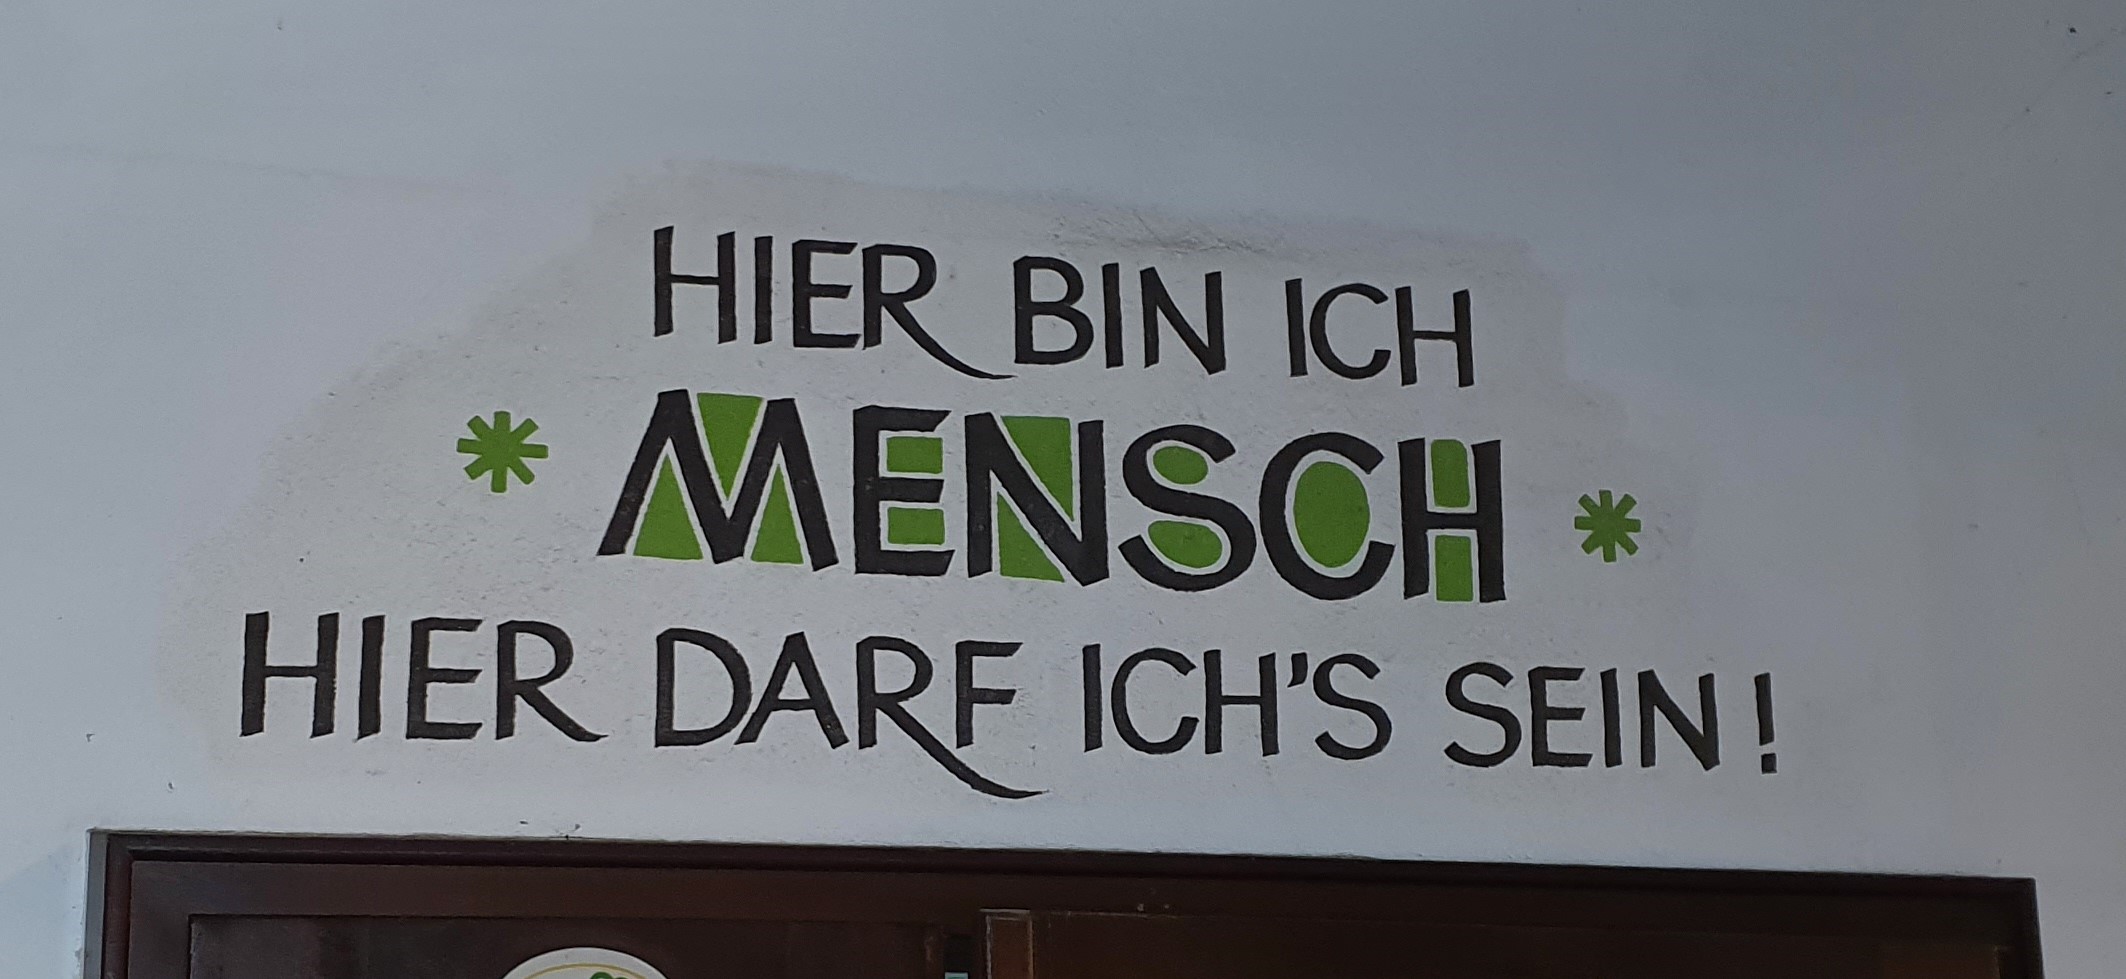 HIER BIN ICH
* MENSCH *
HIER DARF ICH'S SEIN!